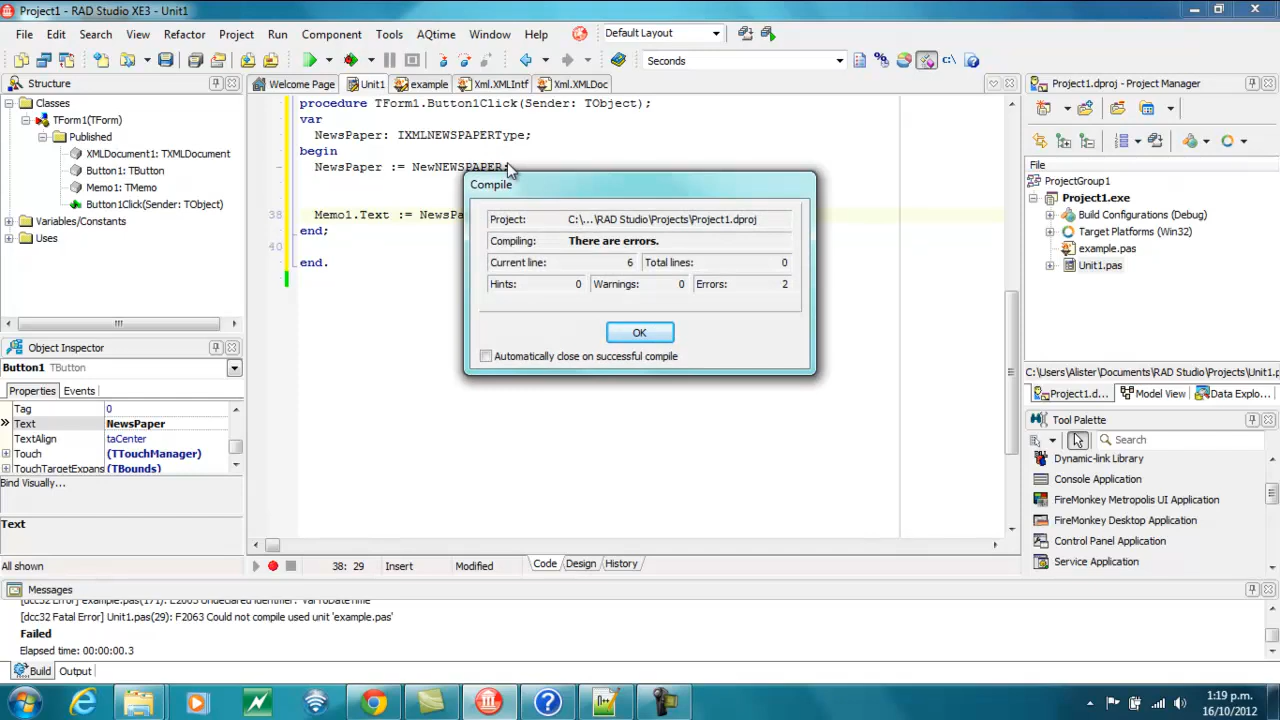 Project1 - RAD Studio XE3 - Unit1
File Edit Search View Refactor Project Run Component Tools AQtime Window Help Default Layout
Seconds
Structure
Classes
TForm1(TForm)
Published
XMLDocument1: TXMLDocument
Button1: TButton
Memo1: TMemo
Button1Click(Sender: TObject)
Variables/Constants
Uses
Object Inspector
Button1 TButton
Properties Events
Tag 0
Text NewsPaper
TextAlign taCenter
Touch (TTouchManager)
TouchTargetExpans (TBounds)
Bind Visually...
Text
All shown
Welcome Page Unit1 example Xml.XMLIntf Xml.XMLDoc
procedure TForm1.Button1Click(Sender: TObject);
var
NewsPaper: IXMLNEWSPAPERType;
begin
NewsPaper := NewNEWSPAPER;
38 Memo1.Text := NewsPa
end;
40
end.
Compile
Project: C:\...\RAD Studio\Projects\Project1.dproj
Compiling: There are errors.
Current line: 6 Total lines: 0
Hints: 0 Warnings: 0 Errors: 2
OK
Automatically close on successful compile
38: 29 Insert Modified Code Design History
Project1.dproj - Project Manager
File
ProjectGroup1
Project1.exe
Build Configurations (Debug)
Target Platforms (Win32)
example.pas
Unit1.pas
C:\Users\Alister\Documents\RAD Studio\Projects\Unit1.p
Project1.d... Model View Data Explo...
Tool Palette
Search
Dynamic-link Library
Console Application
FireMonkey Metropolis UI Application
FireMonkey Desktop Application
Control Panel Application
Service Application
Messages
[dcc32 Error] example.pas(171): E2003 Undeclared identifier: 'VarToDateTime'
[dcc32 Fatal Error] Unit1.pas(29): F2063 Could not compile used unit 'example.pas'
Failed
Elapsed time: 00:00:00.3
Build Output
1:19 p.m.
16/10/2012